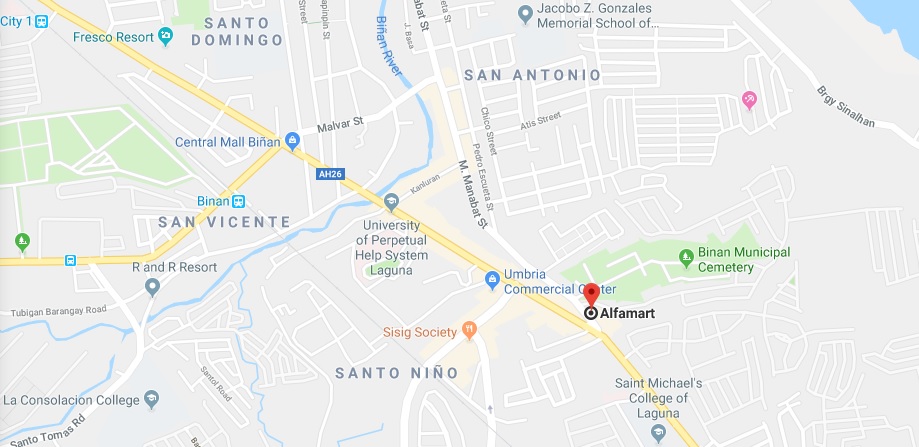 City 1
Fresco Resort
SANTO
DOMINGO
Street
J. Basa
Biñan River
Jacobo Z. Gonzales
Memorial School of...
SAN ANTONIO
Brgy Sinalhan
Malvar St
Central Mall Biñan
AH26
Atis Street
Chico Street
Pedro Escueta St
M. Manabat St
Kanluran
Binan
SAN VICENTE
University
of Perpetual
Help System
Laguna
R and R Resort
Binan Municipal
Cemetery
Umbria
Commercial Center
Alfamart
Tubigan Barangay Road
Sisig Society
SANTO NIÑO
Santol Road
La Consolacion College
Santo Tomas Rd
Saint Michael's
College of
Laguna